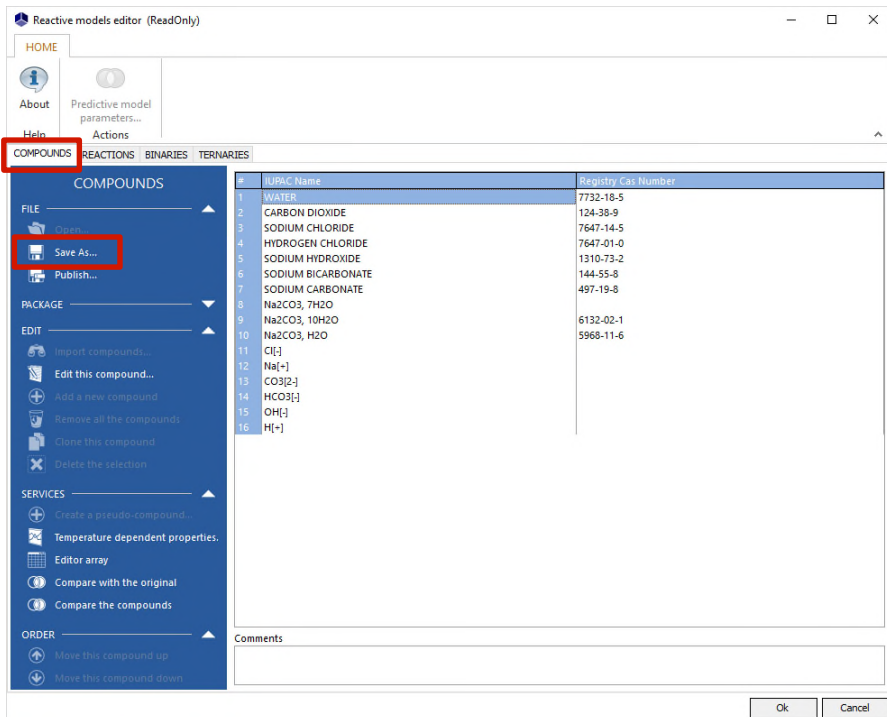 Reactive models editor (ReadOnly)
HOME
About
Predictive model
parameters...
Help
Actions
COMPOUNDS REACTIONS BINARIES TERNARIES
COMPOUNDS
FILE
Open...
Save As...
Publish...
PACKAGE
EDIT
Import compounds...
Edit this compound...
Add a new compound
Remove all the compounds
Clone this compound
Delete the selection
SERVICES
Create a pseudo-compound...
Temperature dependent properties.
Editor array
Compare with the original
Compare the compounds
ORDER
Move this compound up
Move this compound down
# IUPAC Name Registry Cas Number
1 WATER 7732-18-5
2 CARBON DIOXIDE 124-38-9
3 SODIUM CHLORIDE 7647-14-5
4 HYDROGEN CHLORIDE 7647-01-0
5 SODIUM HYDROXIDE 1310-73-2
6 SODIUM BICARBONATE 144-55-8
7 SODIUM CARBONATE 497-19-8
8 Na2CO3, 7H2O
9 Na2CO3, 10H2O 6132-02-1
10 Na2CO3, H2O 5968-11-6
11 Cl[-]
12 Na[+]
13 CO3[2-]
14 HCO3[-]
15 OH[-]
16 H[+]
Comments
Ok Cancel